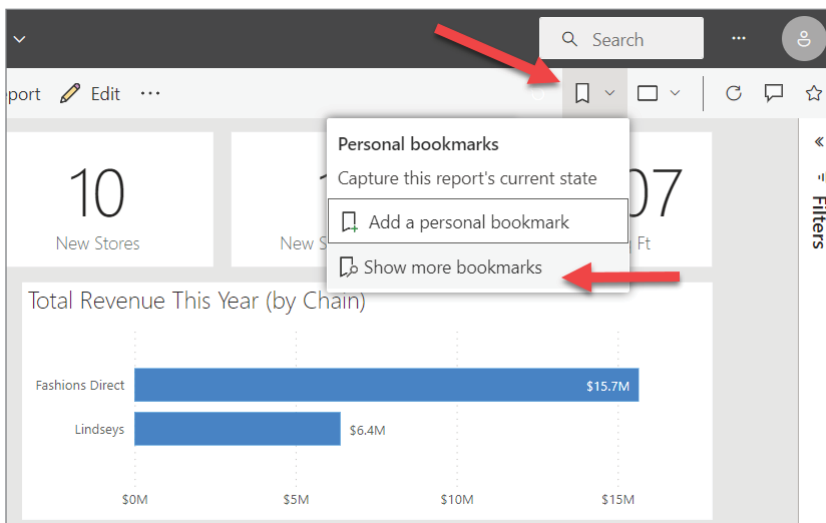 Search
port Edit
Personal bookmarks
Capture this report's current state
Add a personal bookmark
Show more bookmarks
10
07
New Stores
New S
Ft
Filters
Total Revenue This Year (by Chain)
Fashions Direct $15.7M
Lindseys $6.4M
$0M $5M $10M $15M